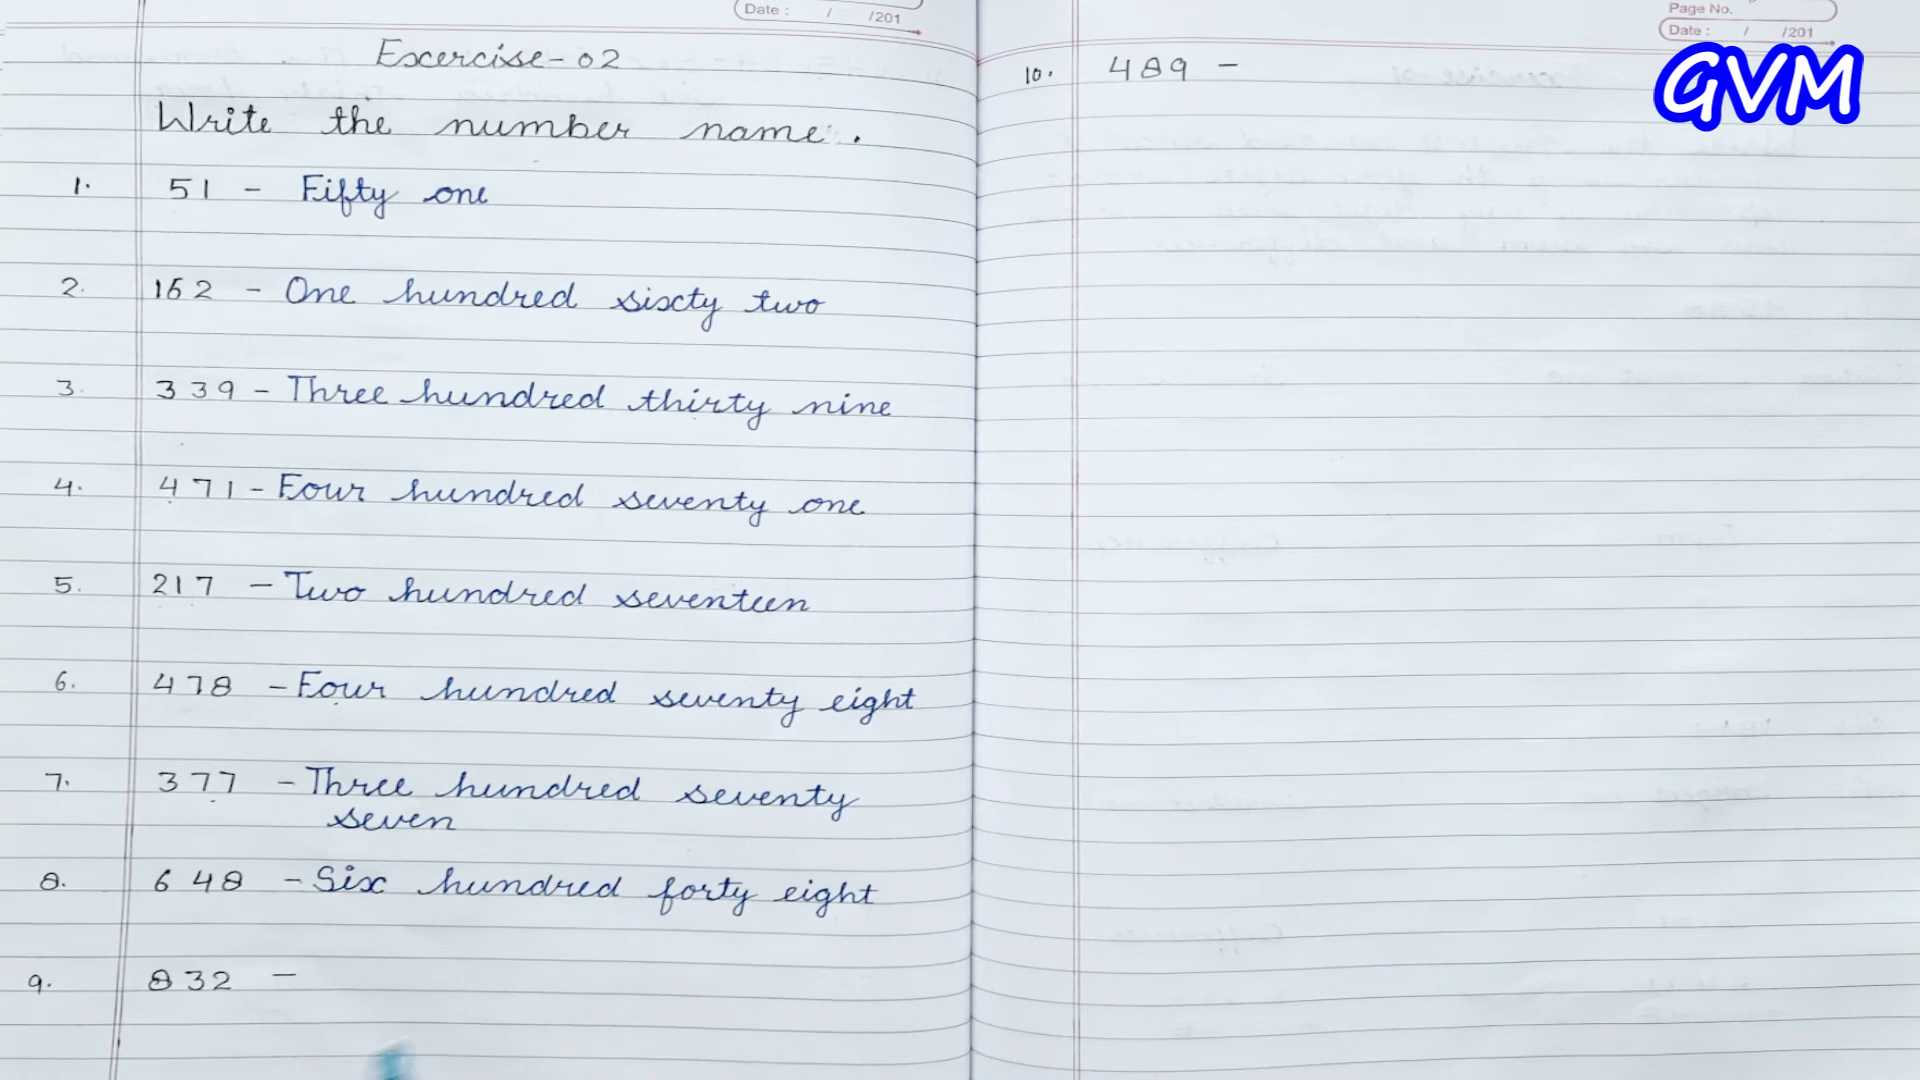 Date : / /201
Excercise-02
Write the number name .
1. 51 - Fifty one
2. 162 - One hundred sixty two
3. 339 - Three hundred thirty nine
4. 471 - Four hundred seventy one
5. 217 - Two hundred seventeen
6. 478 - Four hundred seventy eight
7. 377 - Three hundred seventy
seven
8. 648 - Six hundred forty eight
9. 832 -
Page No.
Date : / /201
GVM
10. 489 -